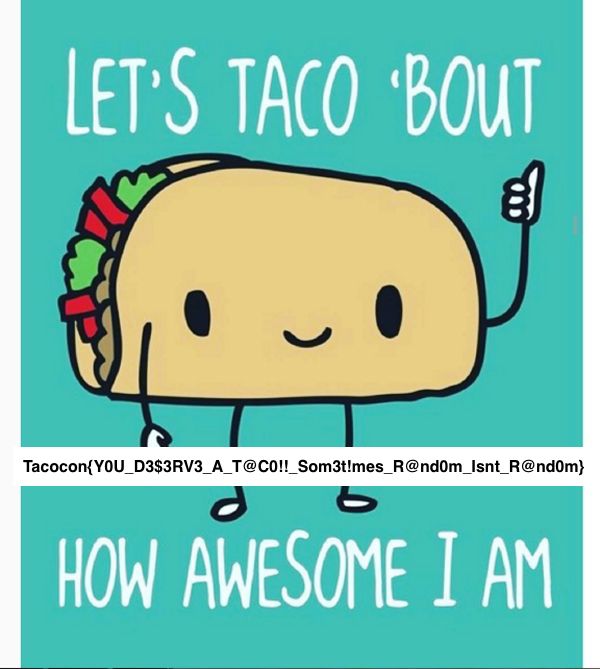 LET'S TACO 'BOUT
Tacocon{Y0U_D3$3RV3_A_T@C0!!_Som3t!mes_R@nd0m_Isnt_R@nd0m}
HOW AWESOME I AM